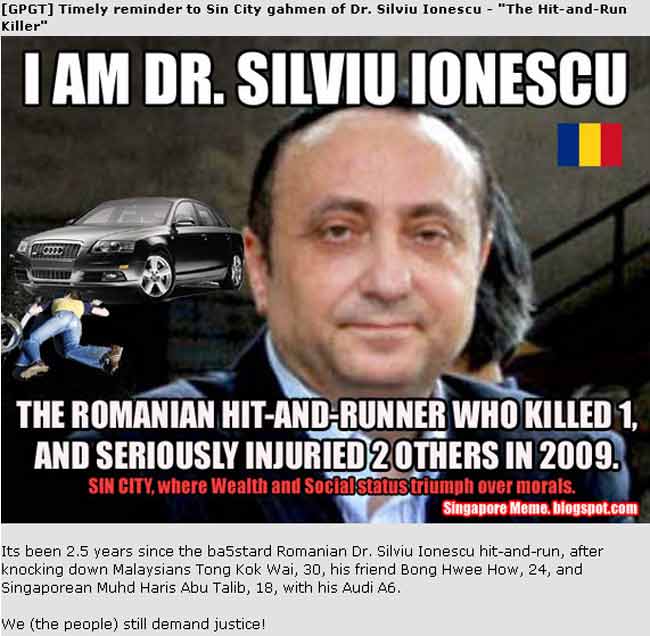 [GPGT] Timely reminder to Sin City gahmen of Dr. Silviu Ionescu - "The Hit-and-Run
Killer"
I AM DR. SILVIU IONESCU
THE ROMANIAN HIT-AND-RUNNER WHO KILLED 1,
AND SERIOUSLY INJURIED 2 OTHERS IN 2009.
SIN CITY, where Wealth and Social status triumph over morals.
Singapore Meme. blogspot.com
Its been 2.5 years since the ba5stard Romanian Dr. Silviu Ionescu hit-and-run, after
knocking down Malaysians Tong Kok Wai, 30, his friend Bong Hwee How, 24, and
Singaporean Muhd Haris Abu Talib, 18, with his Audi A6.
We (the people) still demand justice!